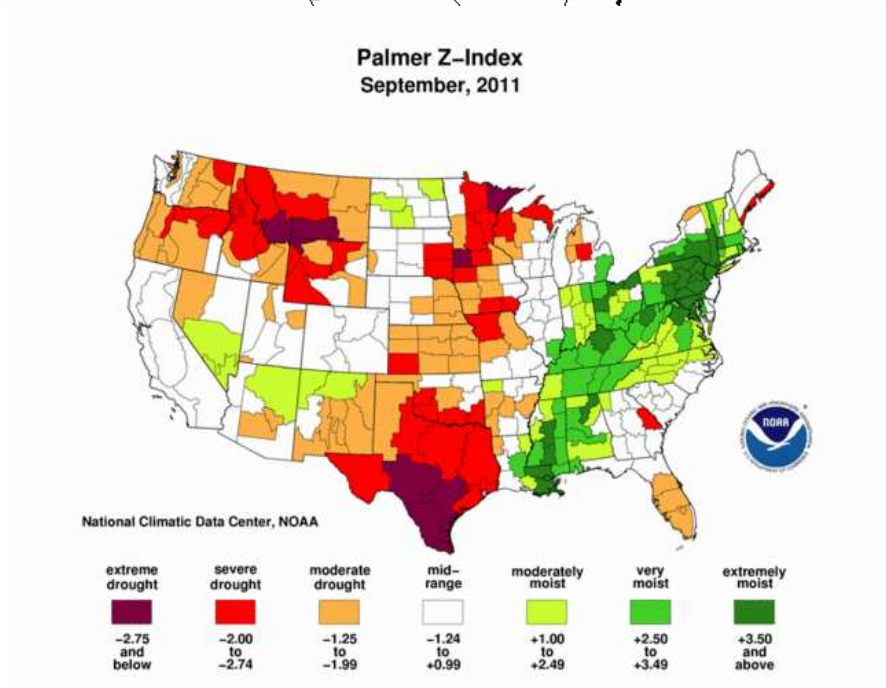 Palmer Z–Index
September, 2011
NOAA
National Climatic Data Center, NOAA
extreme
drought
severe
drought
moderate
drought
mid–
range
moderately
moist
very
moist
extremely
moist
–2.75
and
below
–2.00
to
–2.74
–1.25
to
–1.99
–1.24
to
+0.99
+1.00
to
+2.49
+2.50
to
+3.49
+3.50
and
above